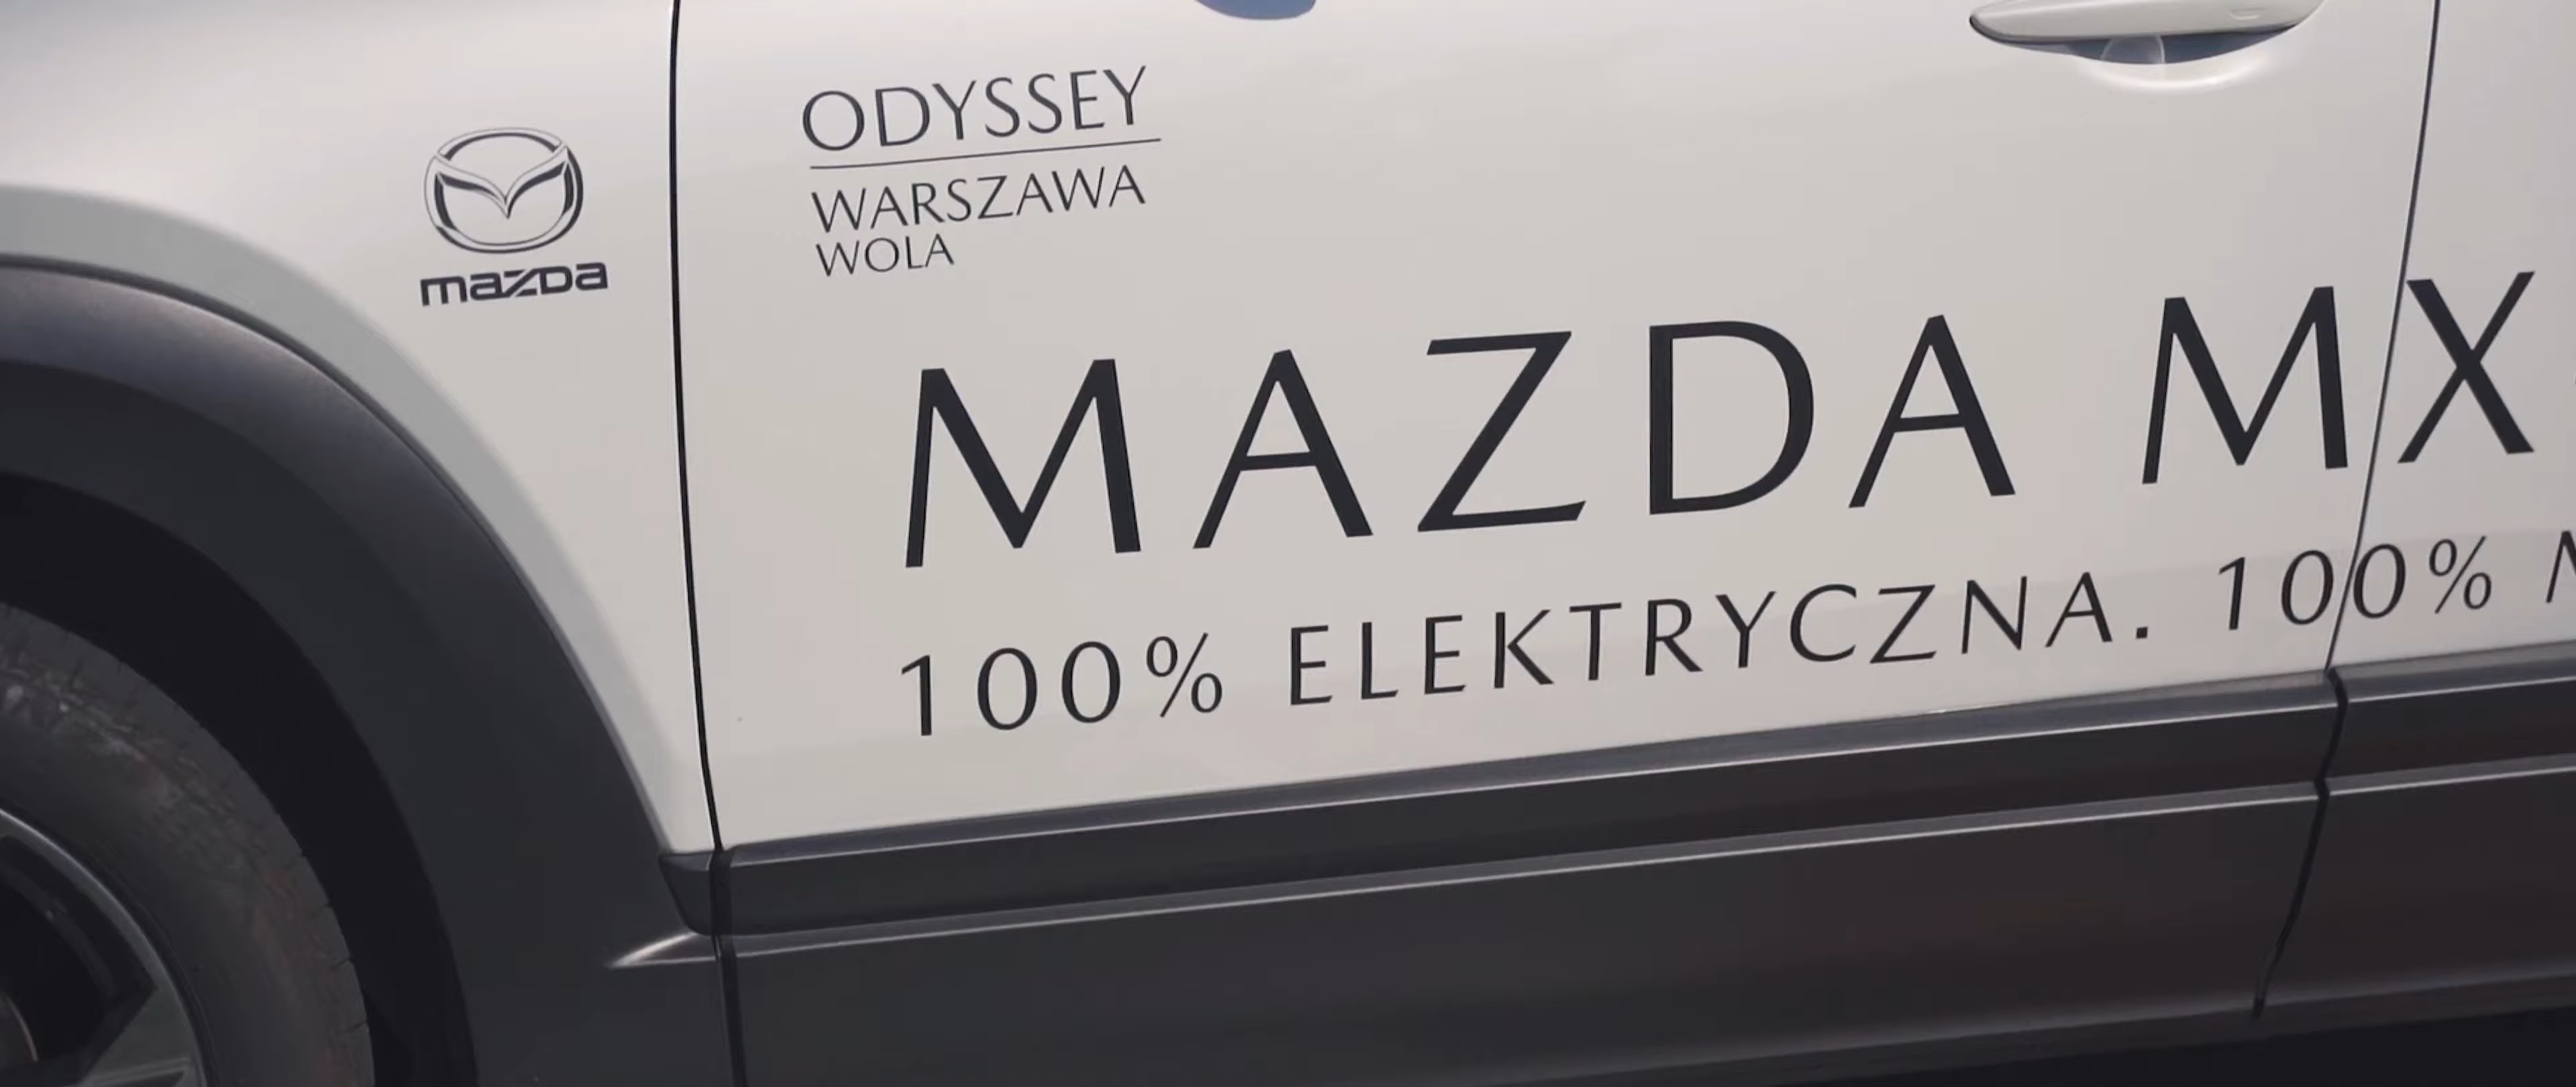 mazda
ODYSSEY
WARSZAWA
WOLA
MAZDA MX
100% ELEKTRYCZNA. 100%